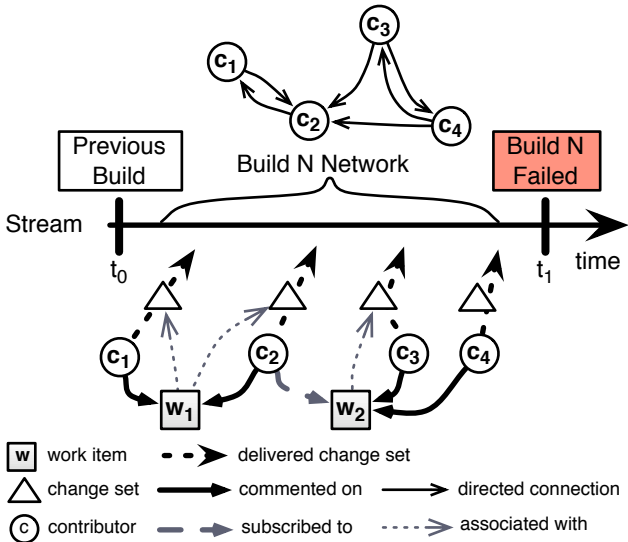 c1
c3
c2
c4
Previous
Build
Build N Network
Build N
Failed
Stream
t0
t1
time
c1
c2
c3
c4
w1
w2
w work item
delivered change set
change set
commented on
directed connection
c contributor
subscribed to
associated with